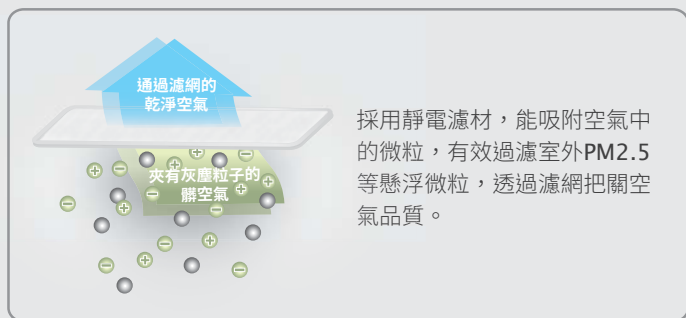 通過濾網的
乾淨空氣
夾有灰塵粒子的
髒空氣
採用靜電濾材，能吸附空氣中
的微粒，有效過濾室外PM2.5
等懸浮微粒，透過濾網把關空
氣品質。